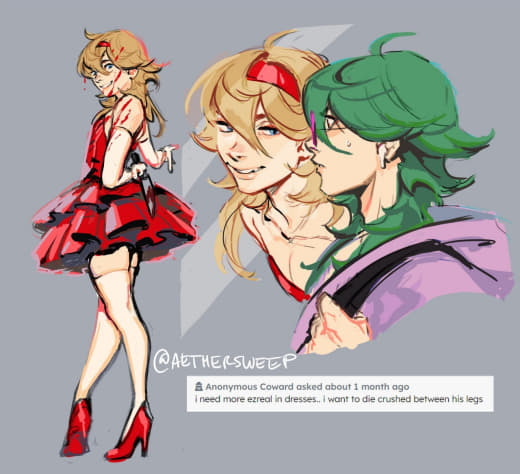 @AETHERSWEEP
Anonymous Coward asked about 1 month ago
i need more ezreal in dresses.. i want to die crushed between his legs